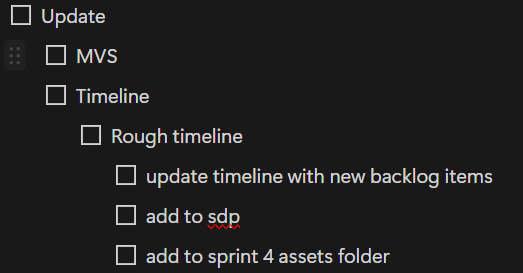 Update
MVS
Timeline
Rough timeline
update timeline with new backlog items
add to sdp
add to sprint 4 assets folder